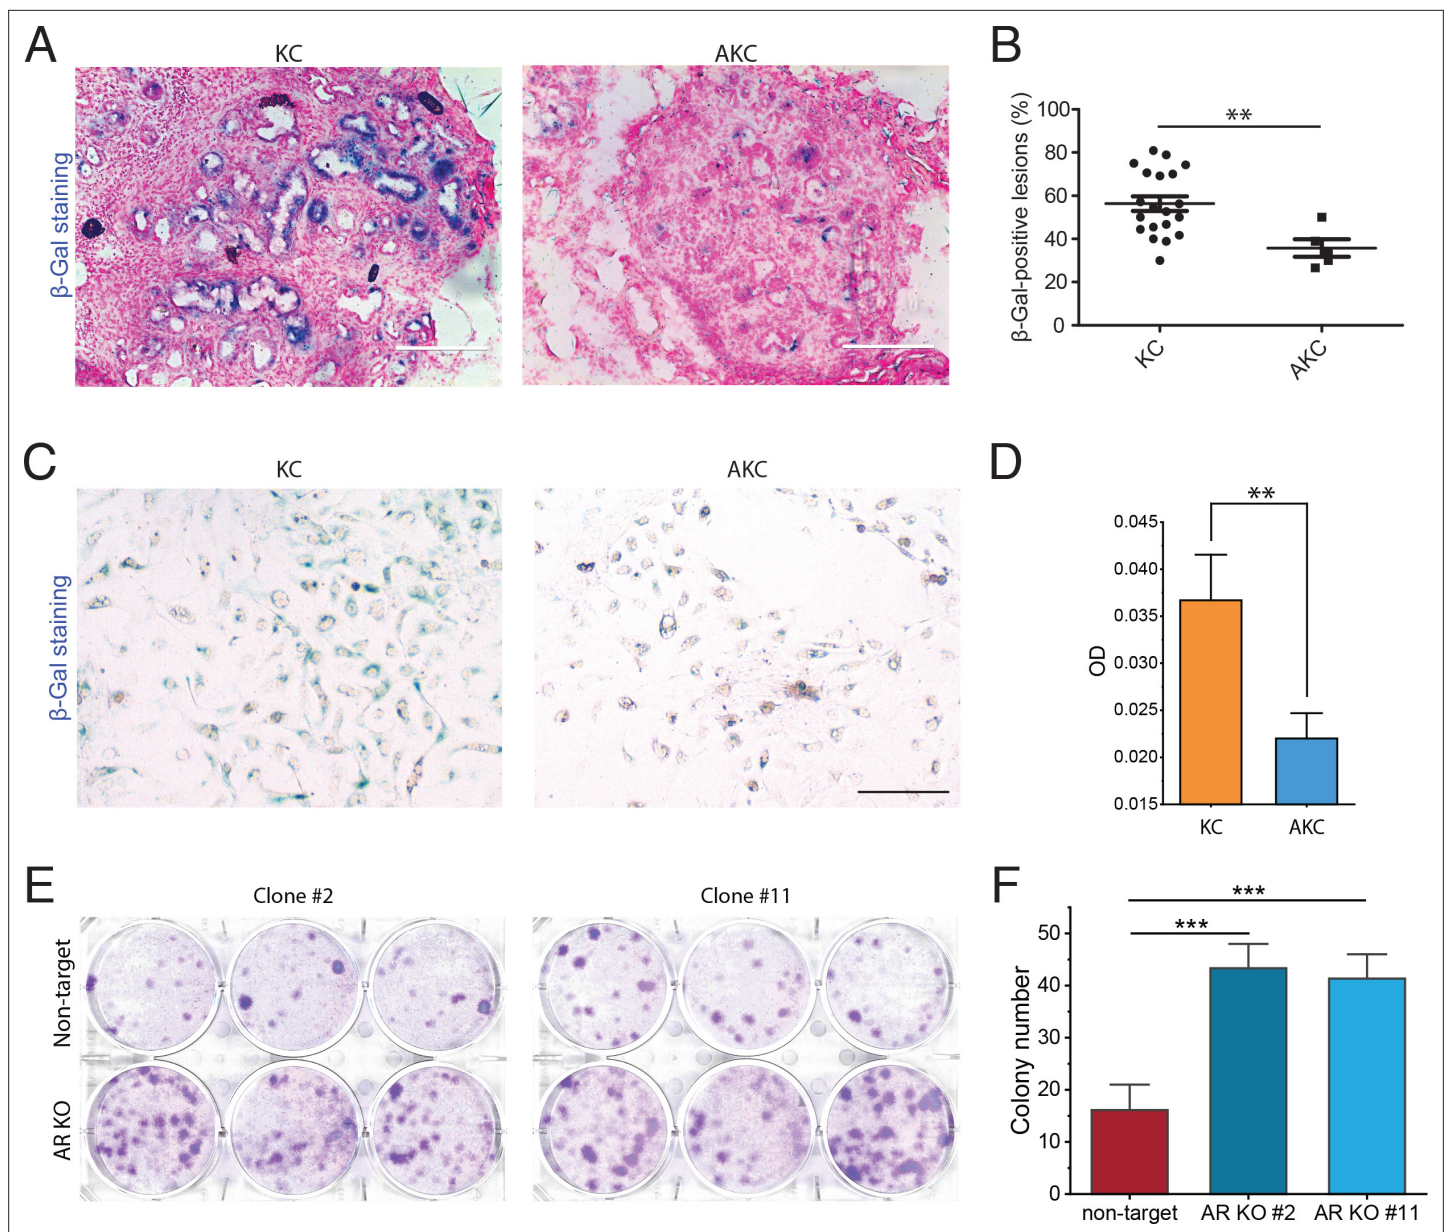 A
KC
AKC
β-Gal staining
B
β-Gal-positive lesions (%)
100
80
60
40
20
0
**
KC
AKC
C
KC
AKC
β-Gal staining
D
**
OD
0.045
0.040
0.035
0.030
0.025
0.020
0.015
KC
AKC
E
Clone #2
Clone #11
Non-target
AR KO
F
***
***
Colony number
50
40
30
20
10
0
non-target
AR KO #2
AR KO #11